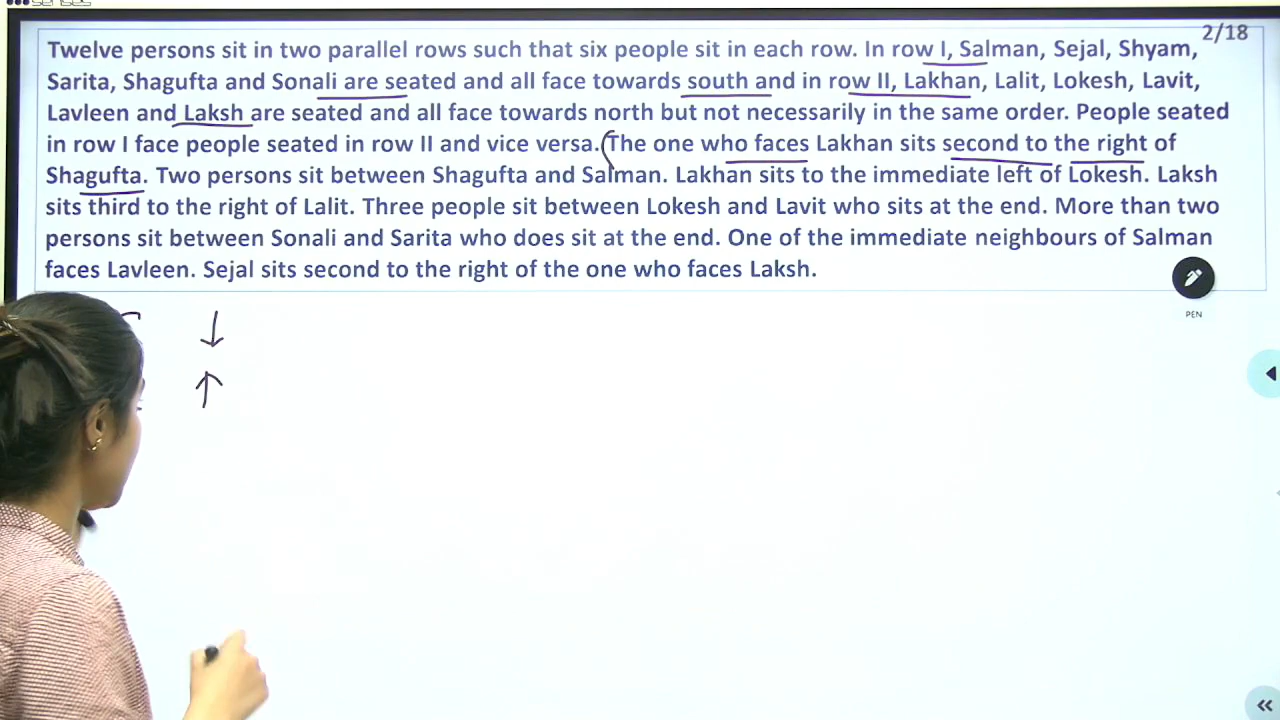 2/18
Twelve persons sit in two parallel rows such that six people sit in each row. In row I, Salman, Sejal, Shyam,
Sarita, Shagufta and Sonali are seated and all face towards south and in row II, Lakhan, Lalit, Lokesh, Lavit,
Lavleen and Laksh are seated and all face towards north but not necessarily in the same order. People seated
in row I face people seated in row II and vice versa. The one who faces Lakhan sits second to the right of
Shagufta. Two persons sit between Shagufta and Salman. Lakhan sits to the immediate left of Lokesh. Laksh
sits third to the right of Lalit. Three people sit between Lokesh and Lavit who sits at the end. More than two
persons sit between Sonali and Sarita who does sit at the end. One of the immediate neighbours of Salman
faces Lavleen. Sejal sits second to the right of the one who faces Laksh.
PEN